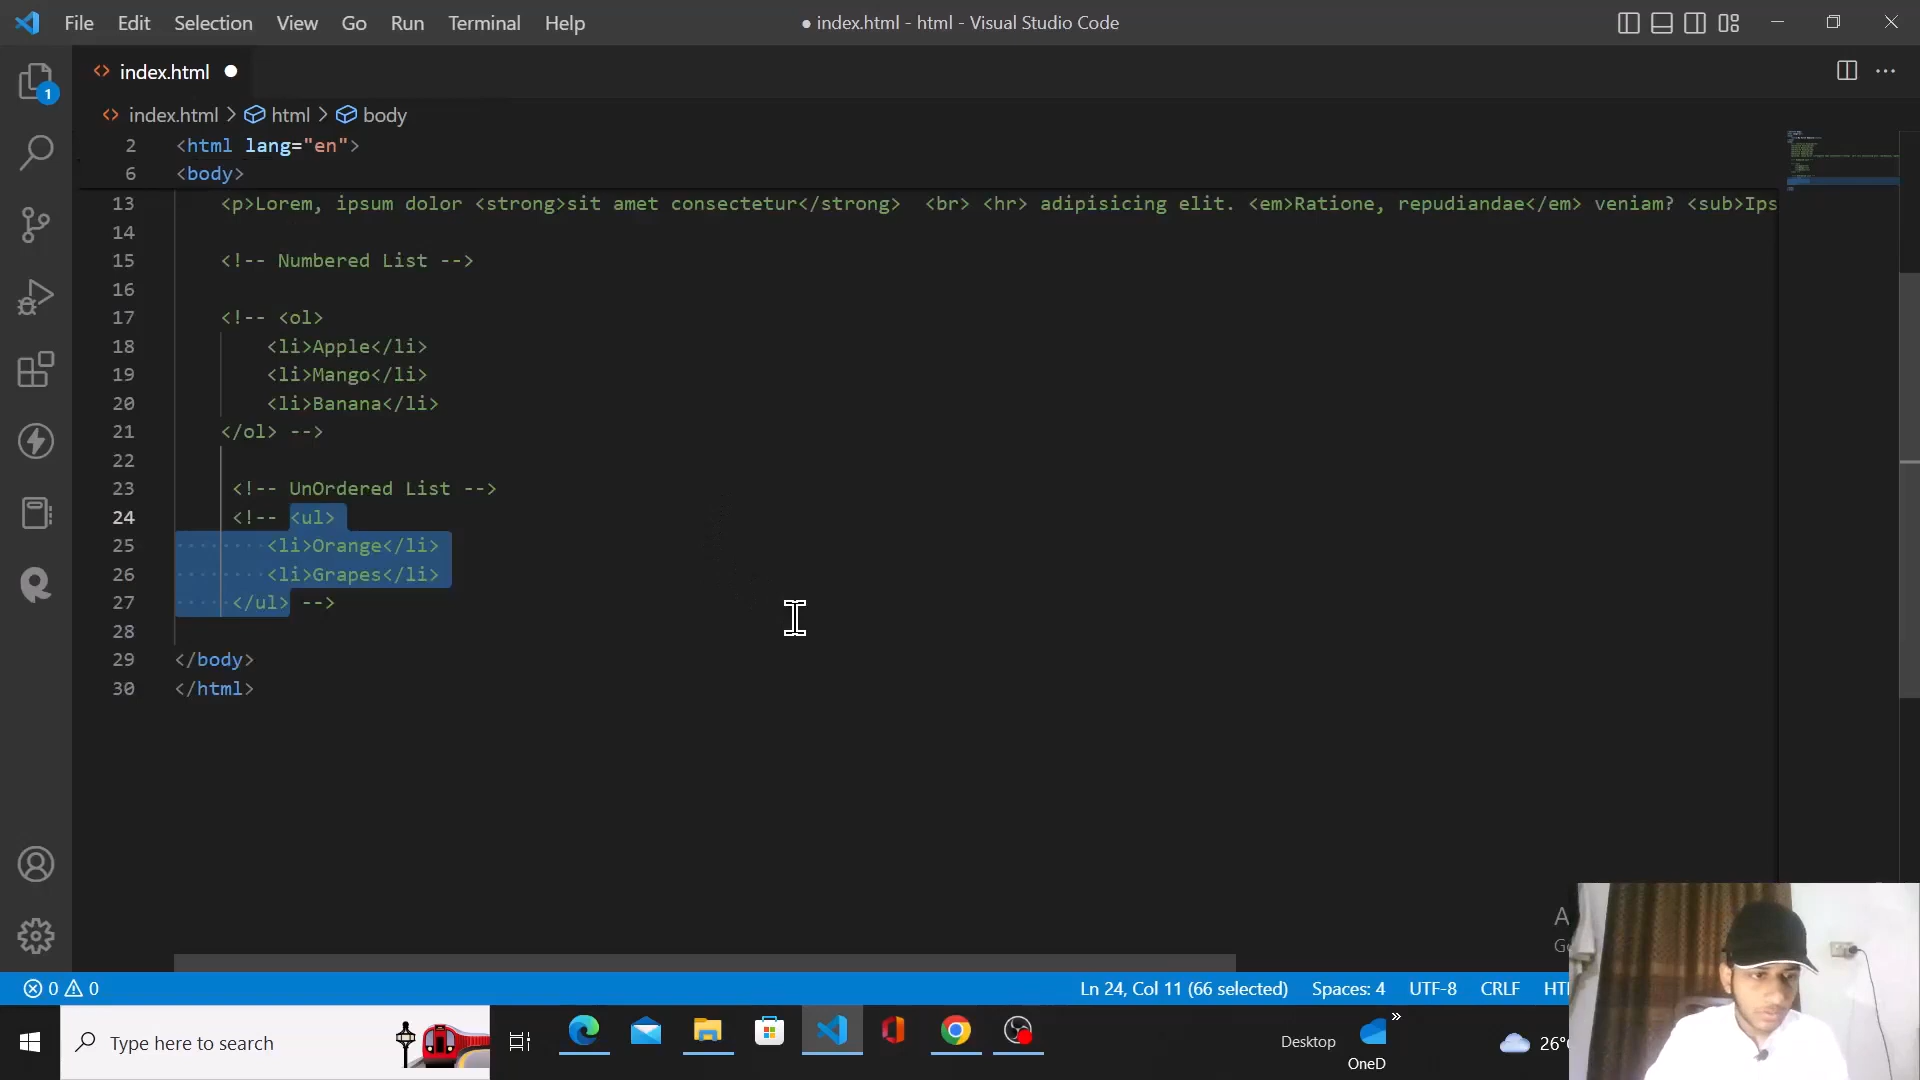 File Edit Selection View Go Run Terminal Help
● index.html - html - Visual Studio Code
index.html
index.html > html > body
1
2 <html lang="en">
6 <body>
13 <p>Lorem, ipsum dolor <strong>sit amet consectetur</strong> <br> <hr> adipisicing elit. <em>Ratione, repudiandae</em> veniam? <sub>Ips
14
15 <!-- Numbered List -->
16
17 <!-- <ol>
18 <li>Apple</li>
19 <li>Mango</li>
20 <li>Banana</li>
21 </ol> -->
22
23 <!-- UnOrdered List -->
24 <!-- <ul>
25 <li>Orange</li>
26 <li>Grapes</li>
27 </ul> -->
28
29 </body>
30 </html>
A
Go
0 0
Ln 24, Col 11 (66 selected) Spaces: 4 UTF-8 CRLF HT
Type here to search
Desktop
OneD
»
26°